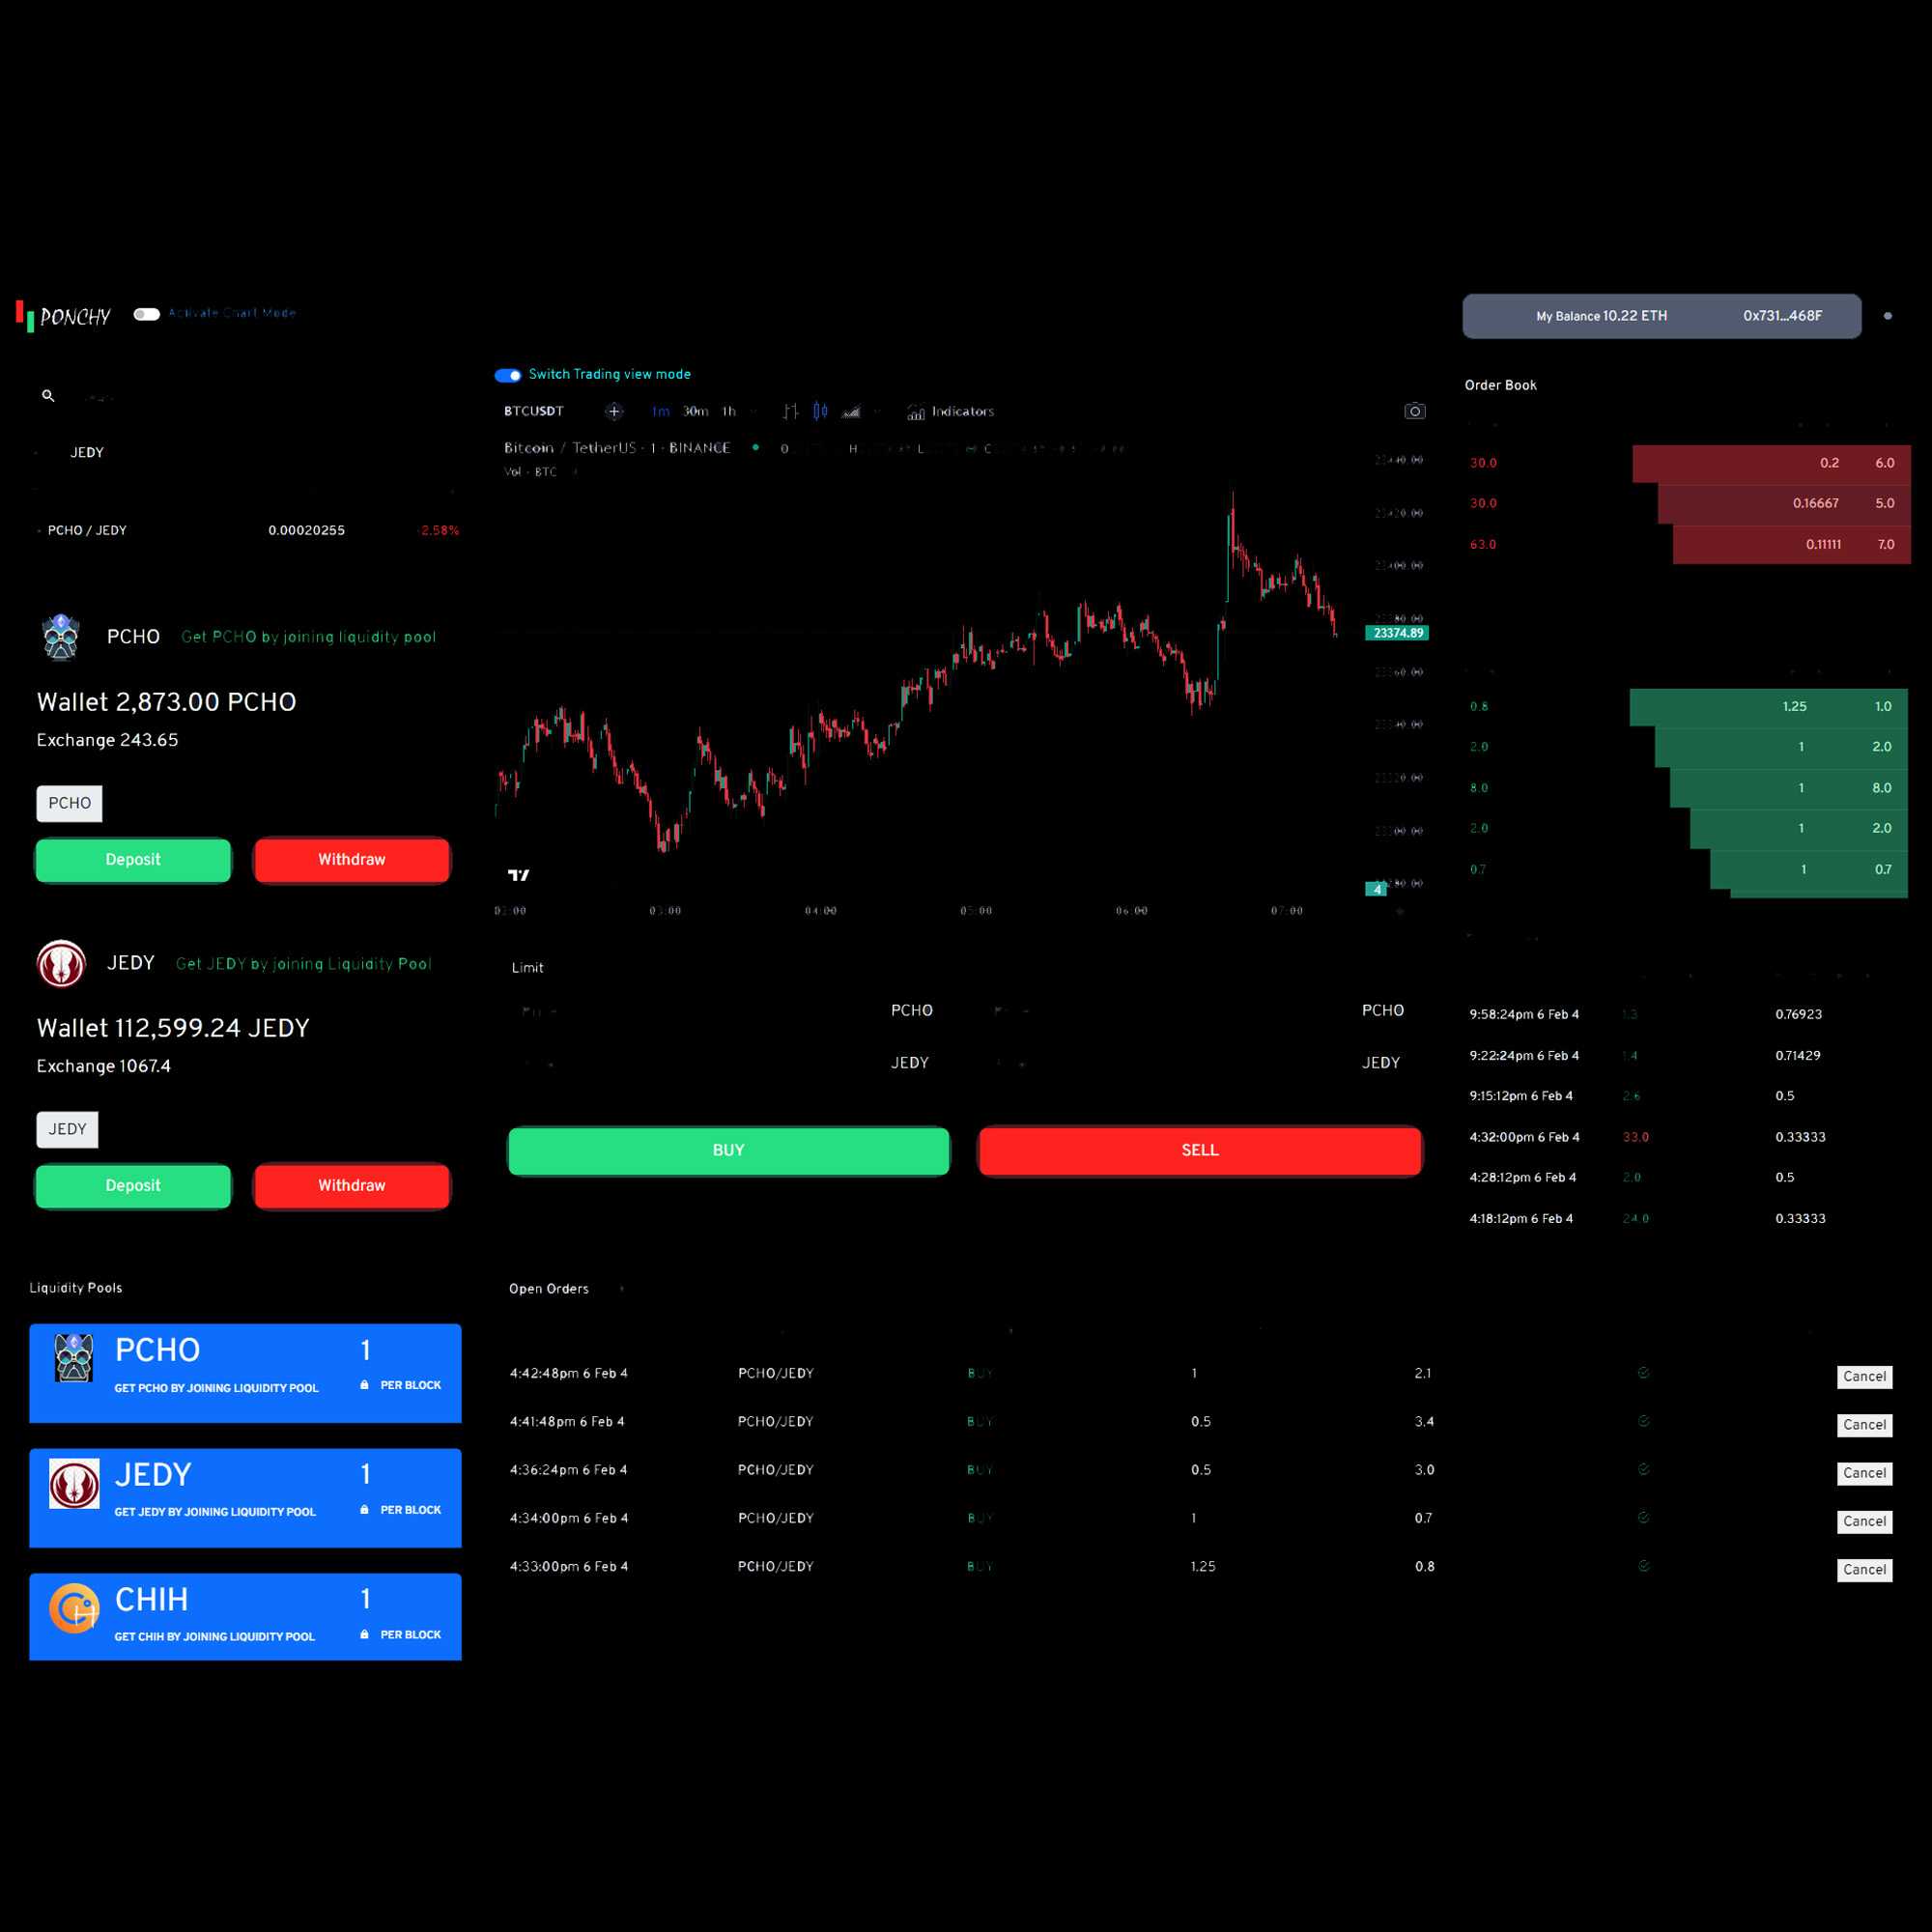 PONCHY
Activate Chart Mode
My Balance 10.22 ETH 0x731...468F
JEDY
PCHO / JEDY 0.00020255 -2.58%
PCHO Get PCHO by joining liquidity pool
Wallet 2,873.00 PCHO
Exchange 243.65
PCHO
Deposit Withdraw
JEDY Get JEDY by joining Liquidity Pool
Wallet 112,599.24 JEDY
Exchange 1067.4
JEDY
Deposit Withdraw
Liquidity Pools
PCHO 1
GET PCHO BY JOINING LIQUIDITY POOL PER BLOCK
JEDY 1
GET JEDY BY JOINING LIQUIDITY POOL PER BLOCK
CHIH 1
GET CHIH BY JOINING LIQUIDITY POOL PER BLOCK
Switch Trading view mode
BTCUSDT 1m 30m 1h Indicators
Bitcoin / TetherUS · 1 · BINANCE O H L C
Vol · BTC
23374.89
4
03:00 04:00 05:00 06:00 07:00
Limit
PCHO PCHO
JEDY JEDY
BUY SELL
Order Book
30.0 0.2 6.0
30.0 0.16667 5.0
63.0 0.11111 7.0
0.8 1.25 1.0
2.0 1 2.0
8.0 1 8.0
2.0 1 2.0
0.7 1 0.7
9:58:24pm 6 Feb 4 1.3 0.76923
9:22:24pm 6 Feb 4 1.4 0.71429
9:15:12pm 6 Feb 4 2.6 0.5
4:32:00pm 6 Feb 4 33.0 0.33333
4:28:12pm 6 Feb 4 2.0 0.5
4:18:12pm 6 Feb 4 24.0 0.33333
Open Orders
4:42:48pm 6 Feb 4 PCHO/JEDY BUY 1 2.1 Cancel
4:41:48pm 6 Feb 4 PCHO/JEDY BUY 0.5 3.4 Cancel
4:36:24pm 6 Feb 4 PCHO/JEDY BUY 0.5 3.0 Cancel
4:34:00pm 6 Feb 4 PCHO/JEDY BUY 1 0.7 Cancel
4:33:00pm 6 Feb 4 PCHO/JEDY BUY 1.25 0.8 Cancel